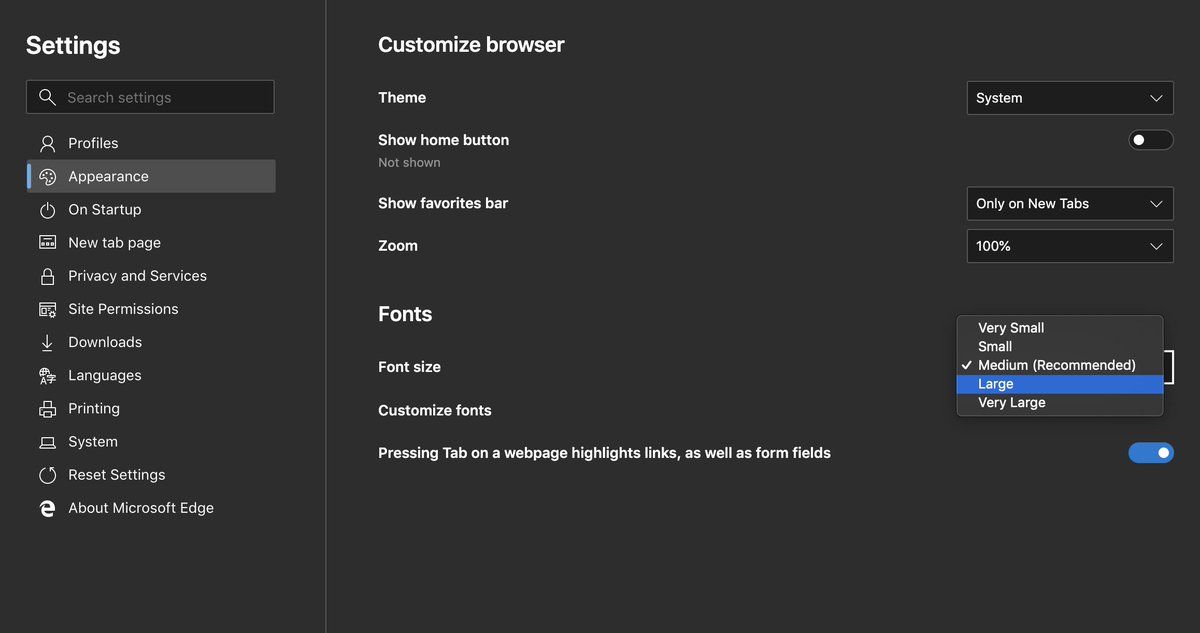 Settings
Search settings
Profiles
Appearance
On Startup
New tab page
Privacy and Services
Site Permissions
Downloads
Languages
Printing
System
Reset Settings
About Microsoft Edge
Customize browser
Theme
System
Show home button
Not shown
Show favorites bar
Only on New Tabs
Zoom
100%
Fonts
Font size
Very Small
Small
Medium (Recommended)
Large
Very Large
Customize fonts
Pressing Tab on a webpage highlights links, as well as form fields